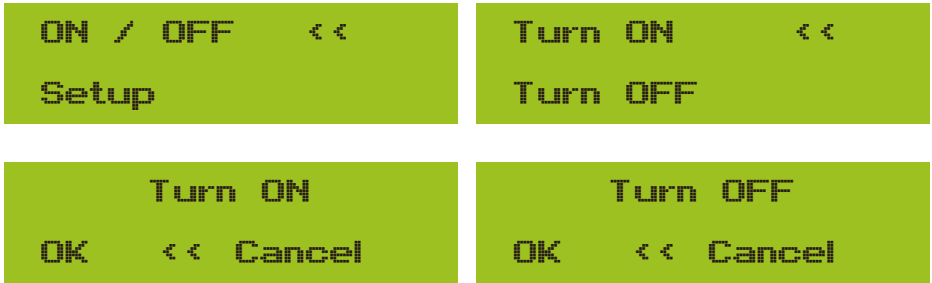 ON / OFF <<
Setup
Turn ON <<
Turn OFF
Turn ON
OK << Cancel
Turn OFF
OK << Cancel